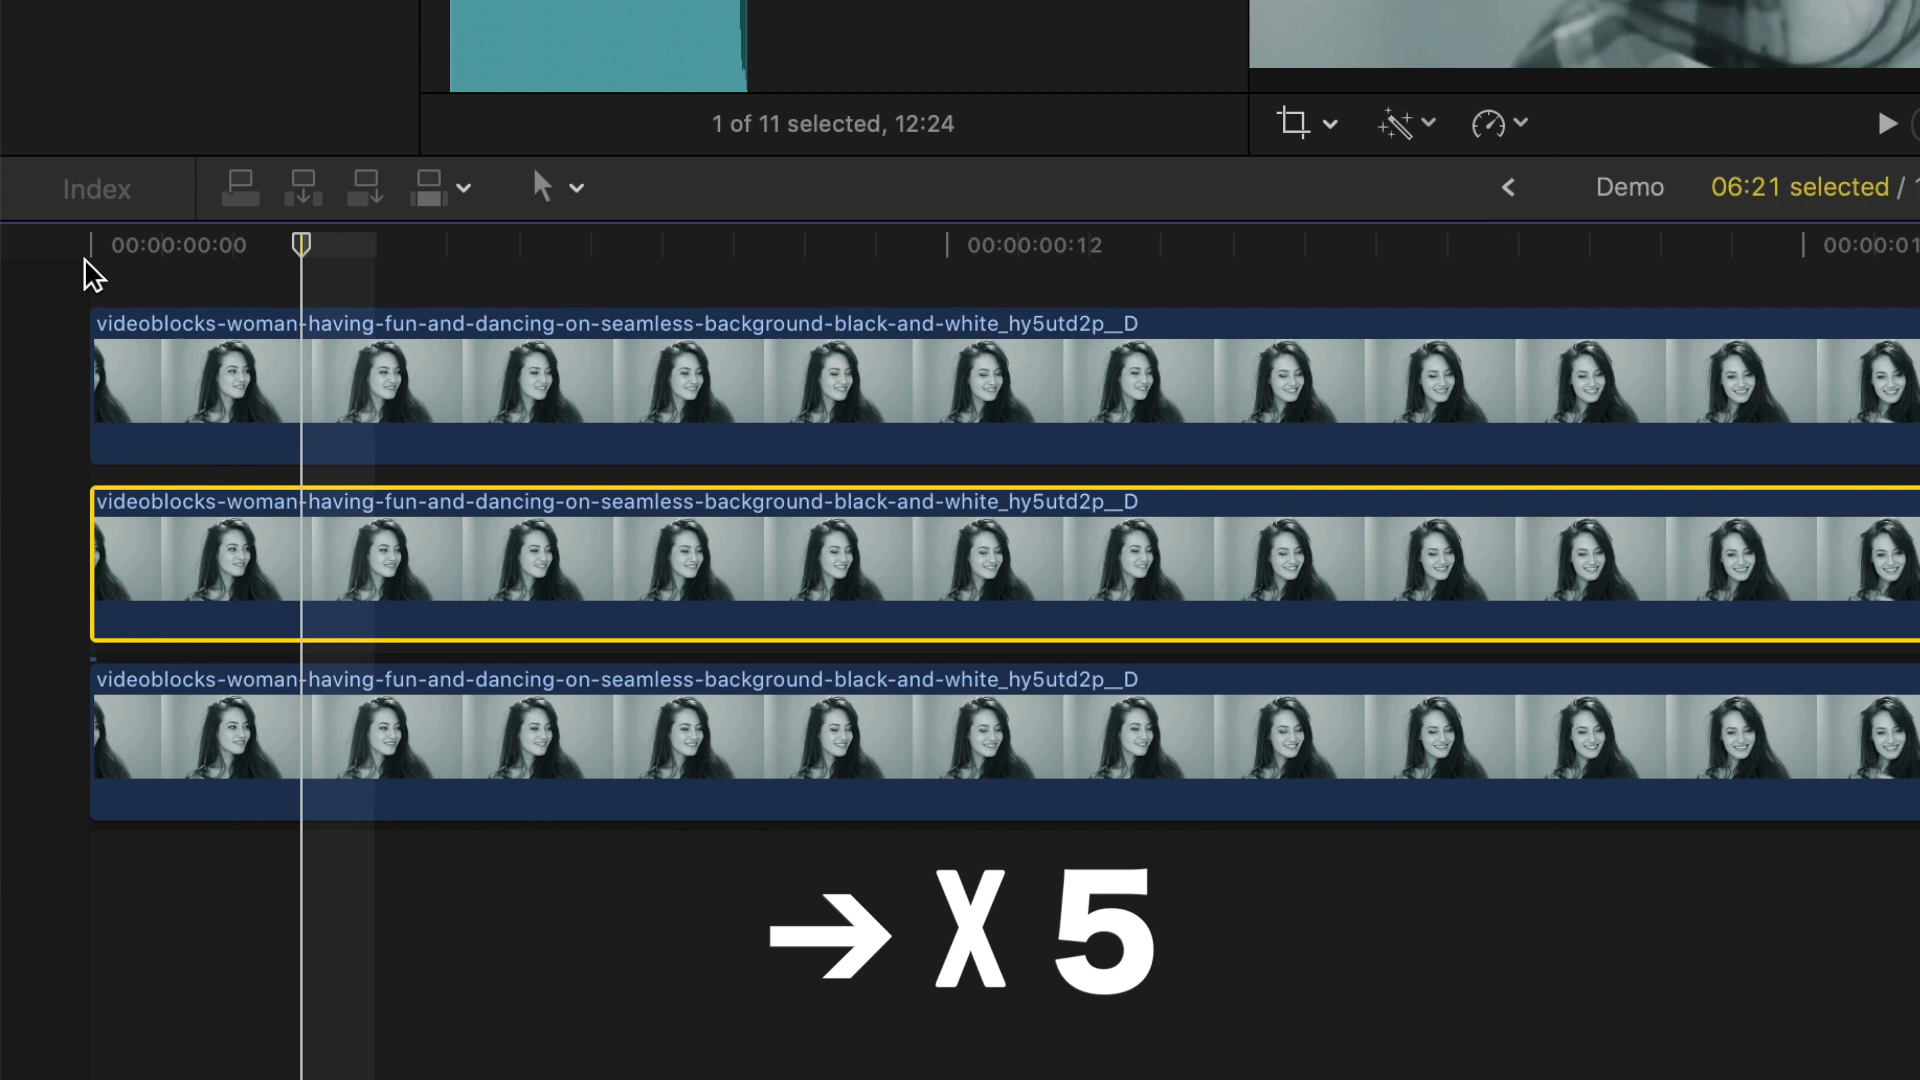 1 of 11 selected, 12:24
Index
Demo
06:21 selected /
00:00:00:00
00:00:00:12
00:00:01
videoblocks-woman-having-fun-and-dancing-on-seamless-background-black-and-white_hy5utd2p__D
videoblocks-woman-having-fun-and-dancing-on-seamless-background-black-and-white_hy5utd2p__D
videoblocks-woman-having-fun-and-dancing-on-seamless-background-black-and-white_hy5utd2p__D
→ X 5